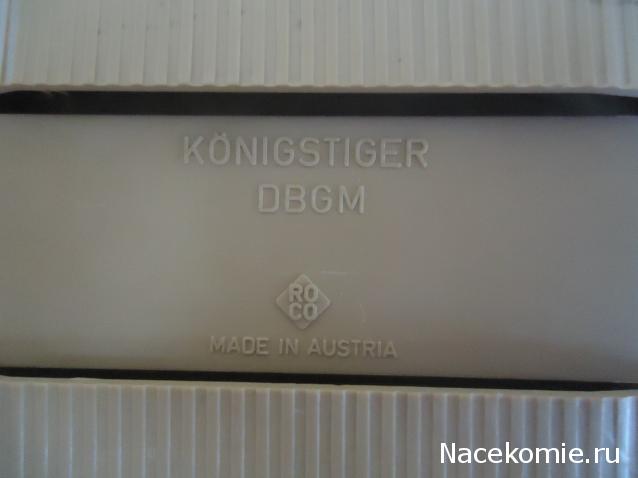 KÖNIGSTIGER
DBGM
RO
CO
MADE IN AUSTRIA
Nacekomie.ru